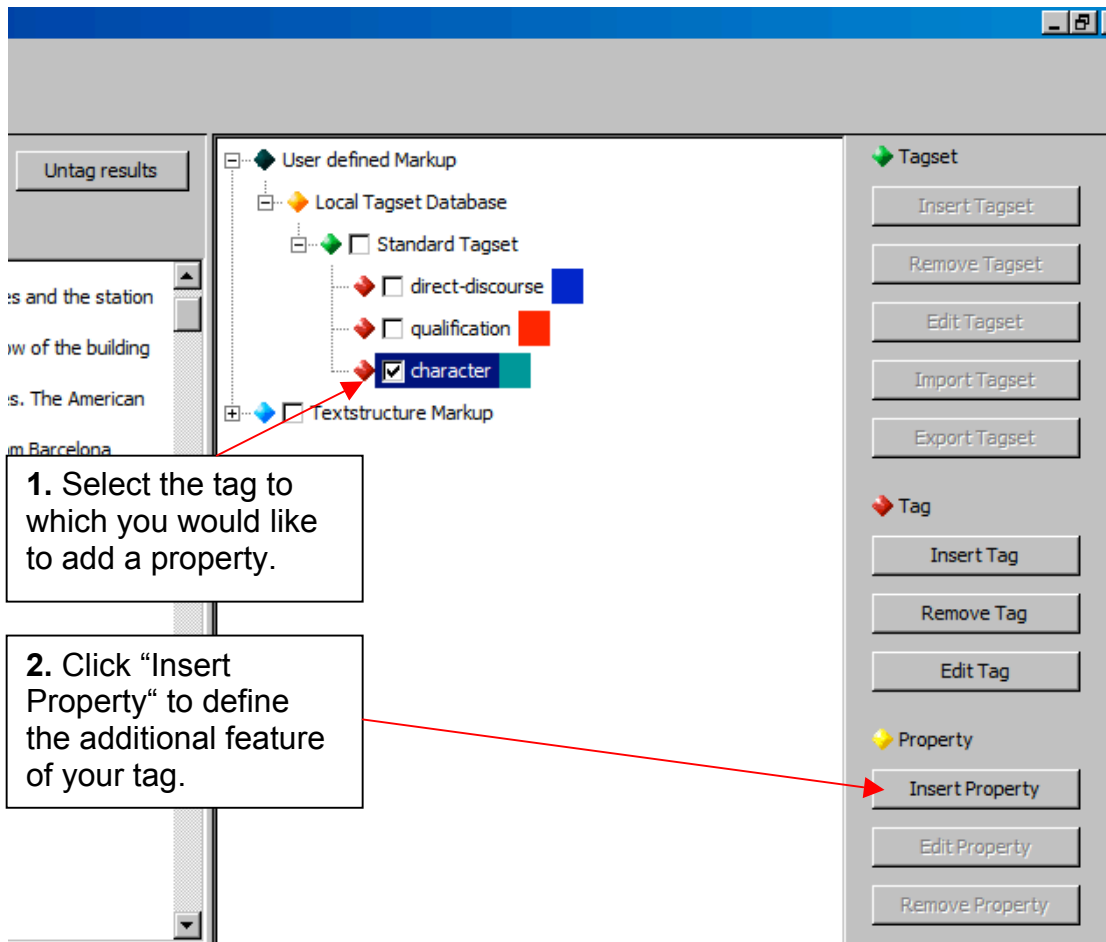 Untag results
es and the station
ow of the building
es. The American
m Barcelona
User defined Markup
Local Tagset Database
Standard Tagset
direct-discourse
qualification
character
Textstructure Markup
1. Select the tag to
which you would like
to add a property.
2. Click “Insert
Property“ to define
the additional feature
of your tag.
Tagset
Insert Tagset
Remove Tagset
Edit Tagset
Import Tagset
Export Tagset
Tag
Insert Tag
Remove Tag
Edit Tag
Property
Insert Property
Edit Property
Remove Property